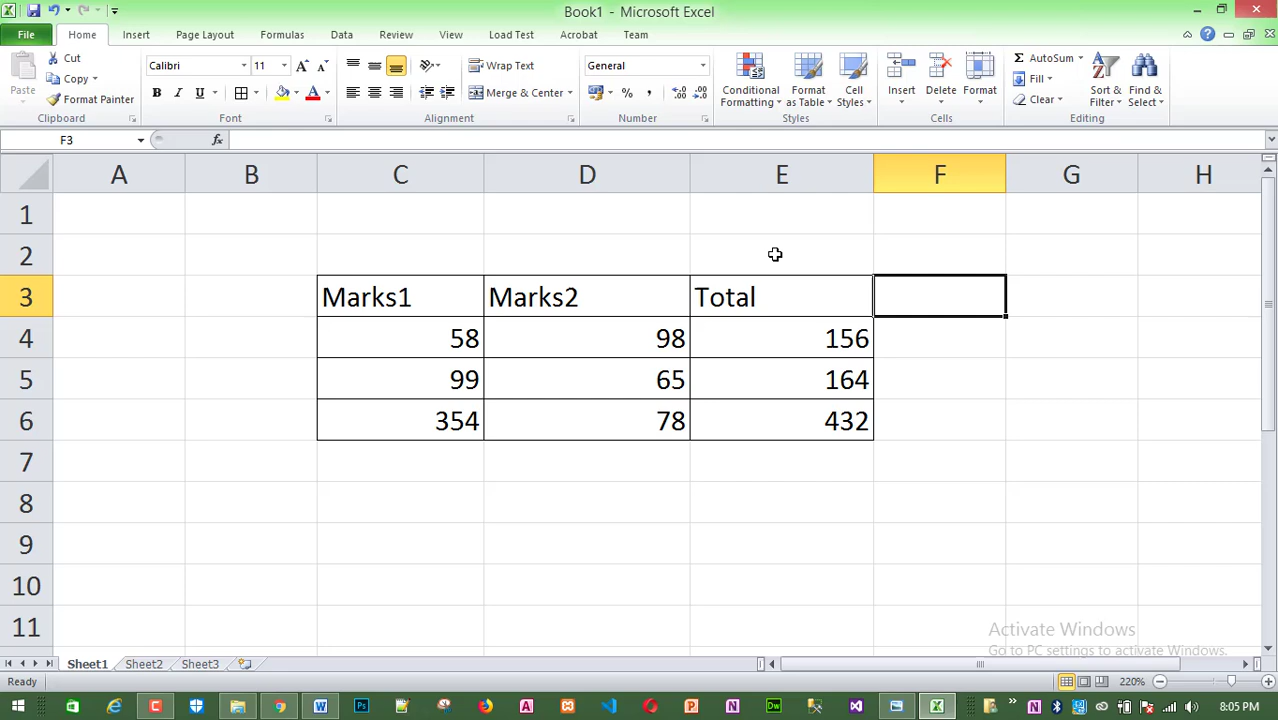 Book1 - Microsoft Excel
File Home Insert Page Layout Formulas Data Review View Load Test Acrobat Team
Paste Cut Copy Format Painter
Calibri 11
B I U A
Wrap Text
Merge & Center
General
%
Conditional Formatting
Format as Table
Cell Styles
Insert Delete Format
AutoSum
Fill
Clear
Sort & Filter
Find & Select
Clipboard Font Alignment Number Styles Cells Editing
F3 fx
A B C D E F G H
1
2
3 Marks1 Marks2 Total
4 58 98 156
5 99 65 164
6 354 78 432
7
8
9
10
11
Activate Windows
Go to PC settings to activate Windows.
Sheet1 Sheet2 Sheet3
Ready 220%
8:05 PM